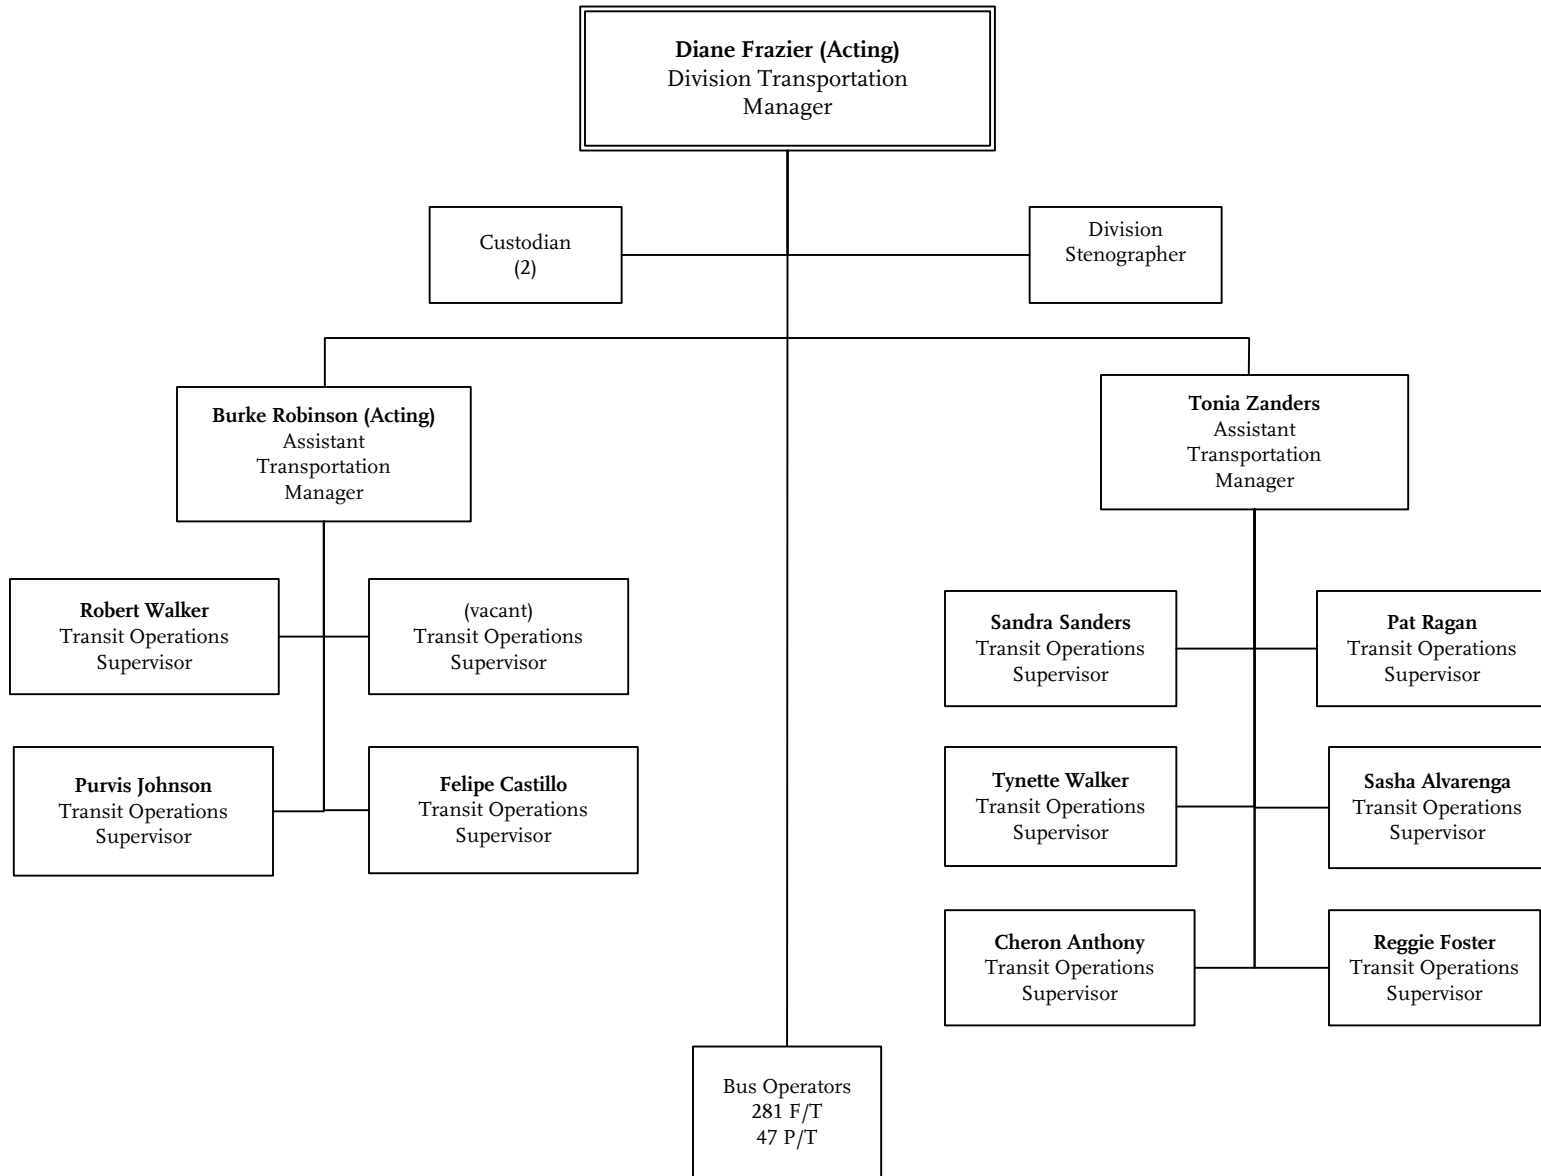 Diane Frazier (Acting)
Division Transportation
Manager
Custodian
(2)
Division
Stenographer
Burke Robinson (Acting)
Assistant
Transportation
Manager
Tonia Zanders
Assistant
Transportation
Manager
Robert Walker
Transit Operations
Supervisor
(vacant)
Transit Operations
Supervisor
Sandra Sanders
Transit Operations
Supervisor
Pat Ragan
Transit Operations
Supervisor
Purvis Johnson
Transit Operations
Supervisor
Felipe Castillo
Transit Operations
Supervisor
Tynette Walker
Transit Operations
Supervisor
Sasha Alvarenga
Transit Operations
Supervisor
Cheron Anthony
Transit Operations
Supervisor
Reggie Foster
Transit Operations
Supervisor
Bus Operators
281 F/T
47 P/T